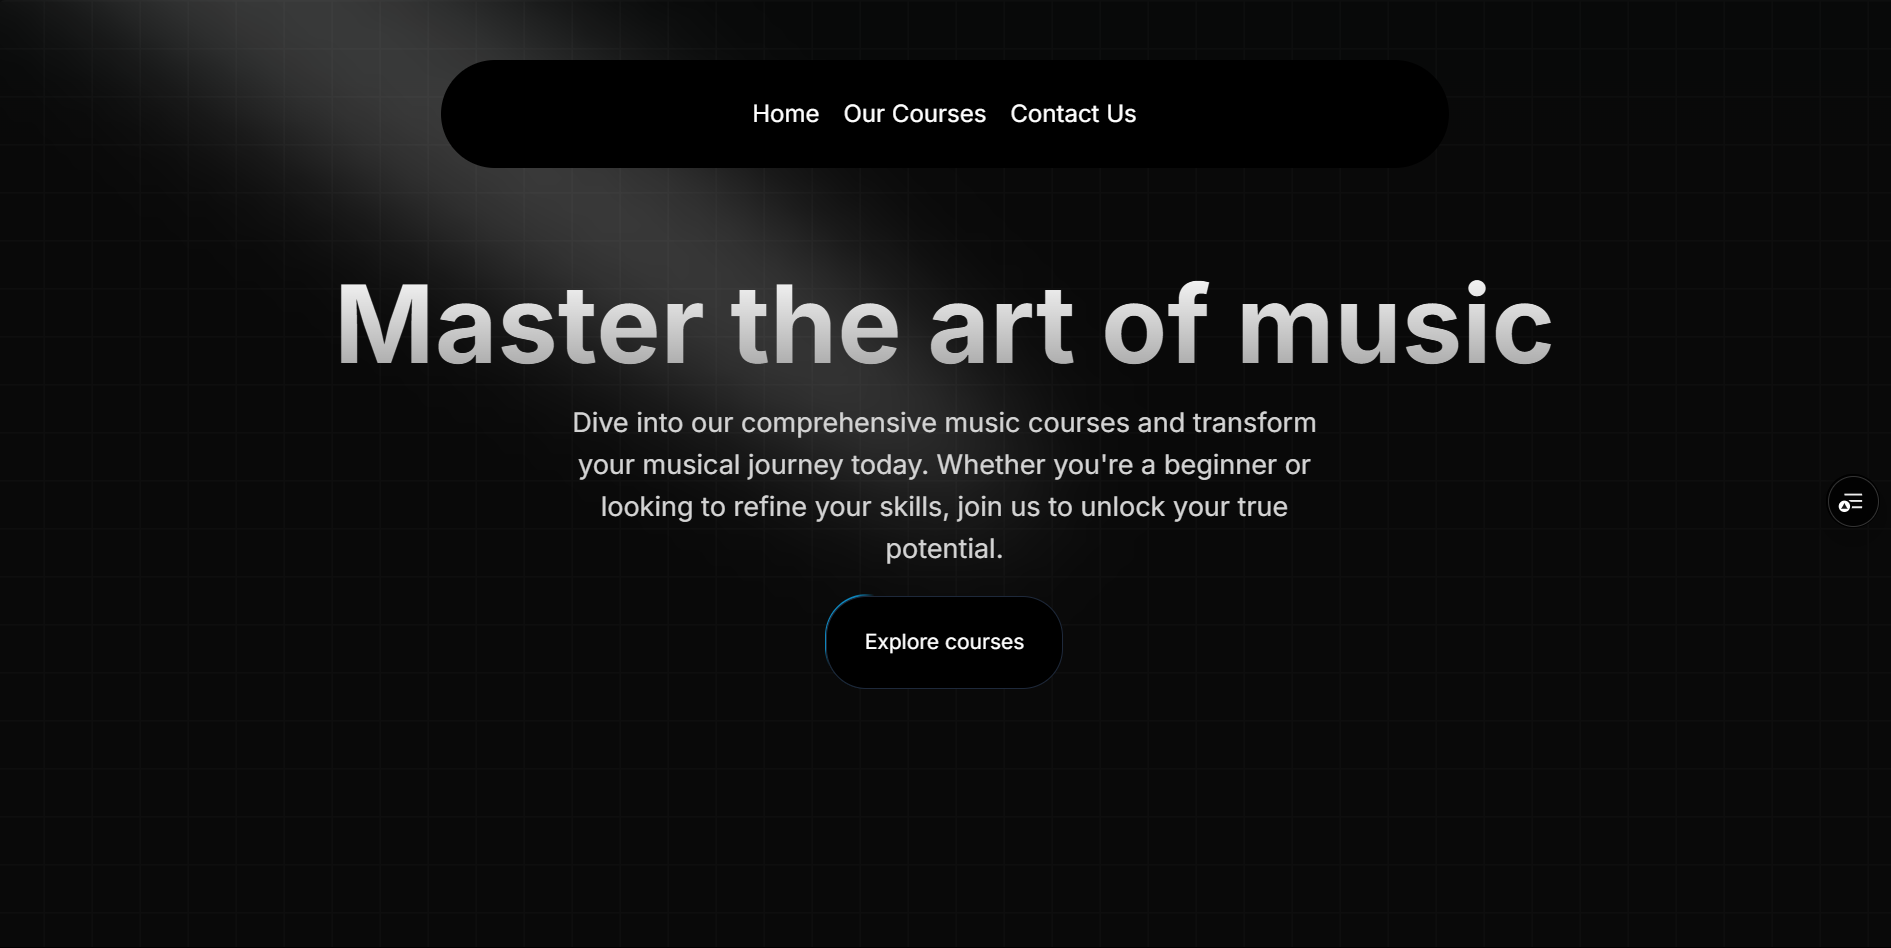 Home Our Courses Contact Us
Master the art of music
Dive into our comprehensive music courses and transform
your musical journey today. Whether you're a beginner or
looking to refine your skills, join us to unlock your true
potential.
Explore courses